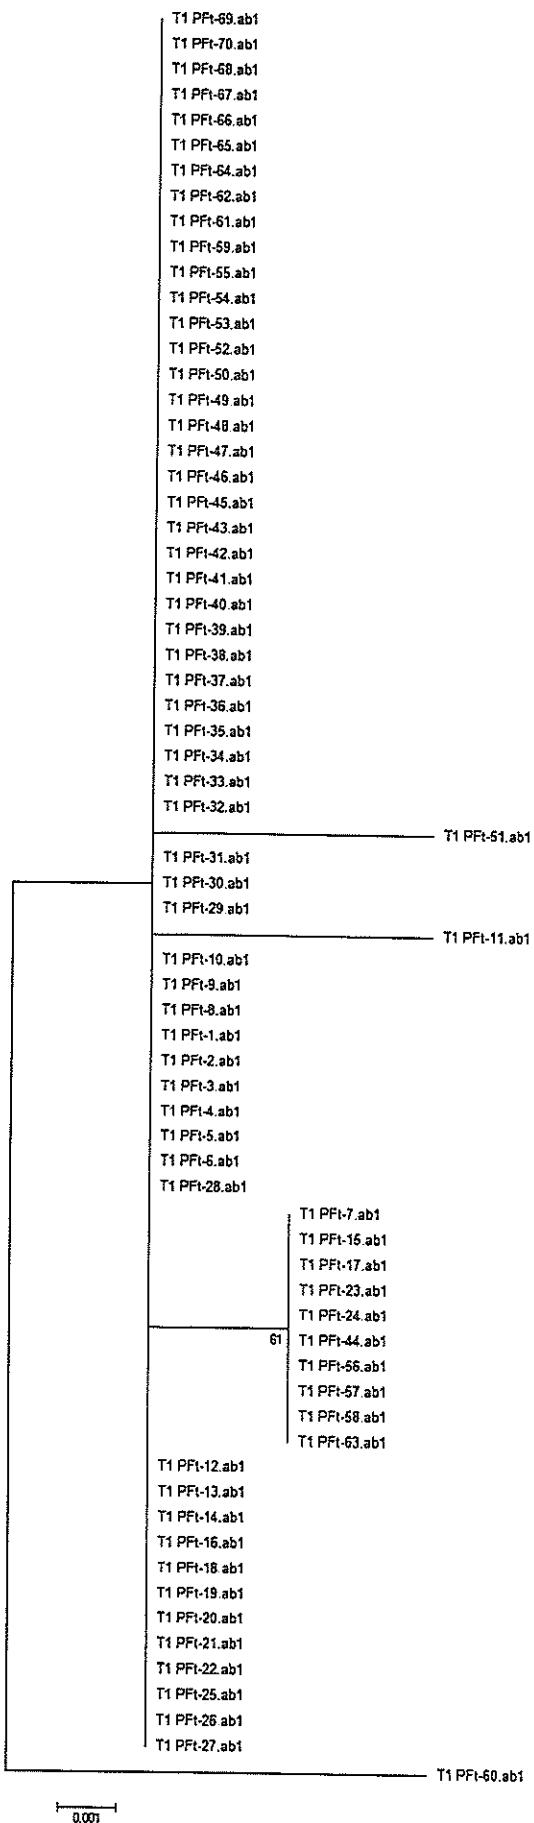 T1 PFt-69.ab1
T1 PFt-70.ab1
T1 PFt-68.ab1
T1 PFt-67.ab1
T1 PFt-66.ab1
T1 PFt-65.ab1
T1 PFt-64.ab1
T1 PFt-62.ab1
T1 PFt-61.ab1
T1 PFt-59.ab1
T1 PFt-55.ab1
T1 PFt-54.ab1
T1 PFt-53.ab1
T1 PFt-52.ab1
T1 PFt-50.ab1
T1 PFt-49.ab1
T1 PFt-48.ab1
T1 PFt-47.ab1
T1 PFt-46.ab1
T1 PFt-45.ab1
T1 PFt-43.ab1
T1 PFt-42.ab1
T1 PFt-41.ab1
T1 PFt-40.ab1
T1 PFt-39.ab1
T1 PFt-38.ab1
T1 PFt-37.ab1
T1 PFt-36.ab1
T1 PFt-35.ab1
T1 PFt-34.ab1
T1 PFt-33.ab1
T1 PFt-32.ab1
T1 PFt-51.ab1
T1 PFt-31.ab1
T1 PFt-30.ab1
T1 PFt-29.ab1
T1 PFt-11.ab1
T1 PFt-10.ab1
T1 PFt-9.ab1
T1 PFt-8.ab1
T1 PFt-1.ab1
T1 PFt-2.ab1
T1 PFt-3.ab1
T1 PFt-4.ab1
T1 PFt-5.ab1
T1 PFt-6.ab1
T1 PFt-28.ab1
T1 PFt-7.ab1
T1 PFt-15.ab1
T1 PFt-17.ab1
T1 PFt-23.ab1
T1 PFt-24.ab1
61
T1 PFt-44.ab1
T1 PFt-56.ab1
T1 PFt-57.ab1
T1 PFt-58.ab1
T1 PFt-63.ab1
T1 PFt-12.ab1
T1 PFt-13.ab1
T1 PFt-14.ab1
T1 PFt-16.ab1
T1 PFt-18.ab1
T1 PFt-19.ab1
T1 PFt-20.ab1
T1 PFt-21.ab1
T1 PFt-22.ab1
T1 PFt-25.ab1
T1 PFt-26.ab1
T1 PFt-27.ab1
T1 PFt-60.ab1
0.001